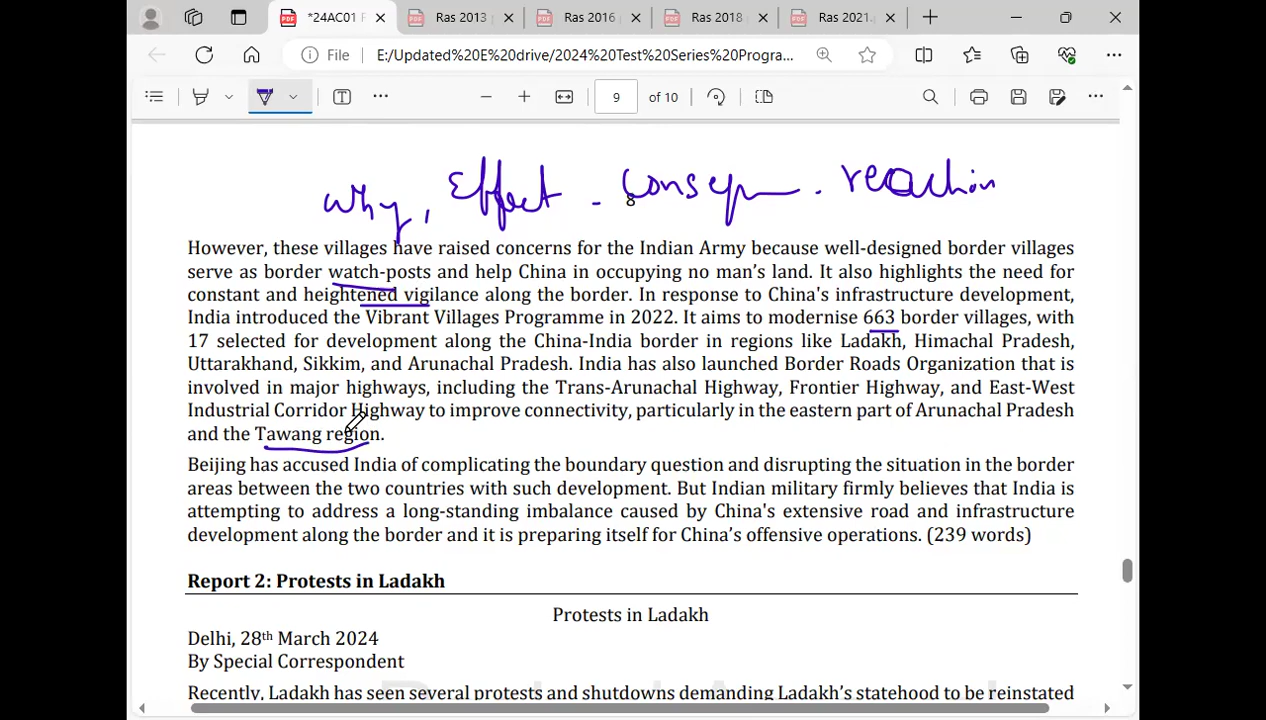 *24AC01 F
Ras 2013
Ras 2016
Ras 2018
Ras 2021.
File
E:/Updated%20E%20drive/2024%20Test%20Series%20Progra...
9 of 10
why, Effect - Conseq . reaction
8
However, these villages have raised concerns for the Indian Army because well-designed border villages
serve as border watch-posts and help China in occupying no man's land. It also highlights the need for
constant and heightened vigilance along the border. In response to China's infrastructure development,
India introduced the Vibrant Villages Programme in 2022. It aims to modernise 663 border villages, with
17 selected for development along the China-India border in regions like Ladakh, Himachal Pradesh,
Uttarakhand, Sikkim, and Arunachal Pradesh. India has also launched Border Roads Organization that is
involved in major highways, including the Trans-Arunachal Highway, Frontier Highway, and East-West
Industrial Corridor Highway to improve connectivity, particularly in the eastern part of Arunachal Pradesh
and the Tawang region.
Beijing has accused India of complicating the boundary question and disrupting the situation in the border
areas between the two countries with such development. But Indian military firmly believes that India is
attempting to address a long-standing imbalance caused by China's extensive road and infrastructure
development along the border and it is preparing itself for China's offensive operations. (239 words)
Report 2: Protests in Ladakh
Protests in Ladakh
Delhi, 28th March 2024
By Special Correspondent
Recently, Ladakh has seen several protests and shutdowns demanding Ladakh's statehood to be reinstated